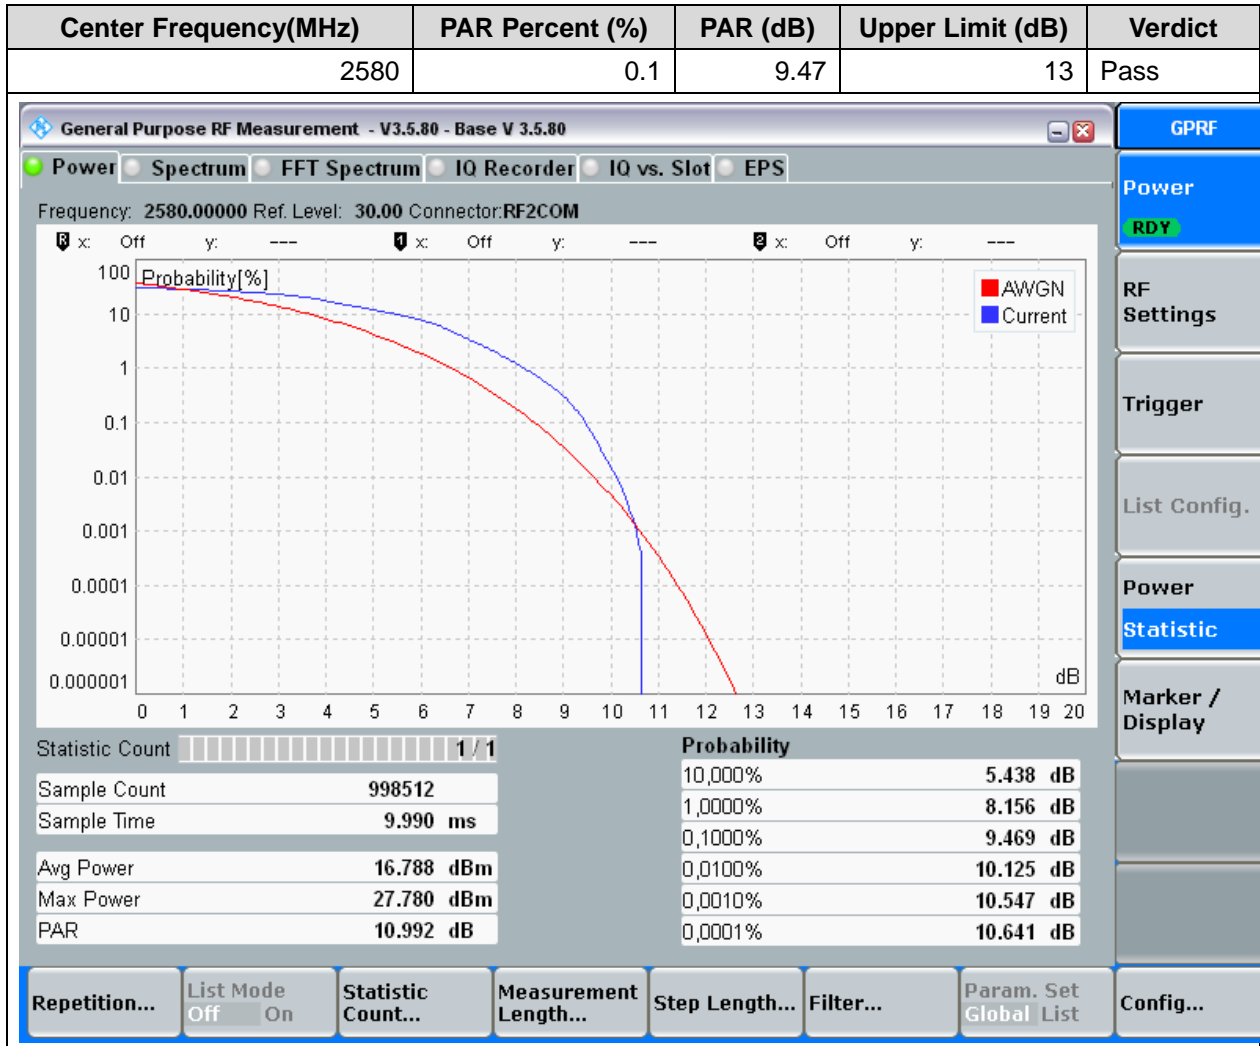 Center Frequency(MHz) PAR Percent (%) PAR (dB) Upper Limit (dB) Verdict
2580 0.1 9.47 13 Pass
General Purpose RF Measurement - V3.5.80 - Base V 3.5.80
GPRF
Power Spectrum FFT Spectrum IQ Recorder IQ vs. Slot EPS
Power
RDY
Frequency: 2580.00000 Ref. Level: 30.00 Connector:RF2COM
R x: Off y: --- 1 x: Off y: --- 2 x: Off y: ---
100 Probability[%]
AWGN
Current
10
1
0.1
0.01
0.001
0.0001
0.00001
0.000001
dB
0 1 2 3 4 5 6 7 8 9 10 11 12 13 14 15 16 17 18 19 20
RF
Settings
Trigger
List Config.
Power
Statistic
Marker /
Display
Statistic Count 1 / 1
Sample Count 998512
Sample Time 9.990 ms
Avg Power 16.788 dBm
Max Power 27.780 dBm
PAR 10.992 dB
Probability
10,000% 5.438 dB
1,0000% 8.156 dB
0,1000% 9.469 dB
0,0100% 10.125 dB
0,0010% 10.547 dB
0,0001% 10.641 dB
Repetition...
List Mode
Off On
Statistic
Count...
Measurement
Length...
Step Length...
Filter...
Param. Set
Global List
Config...